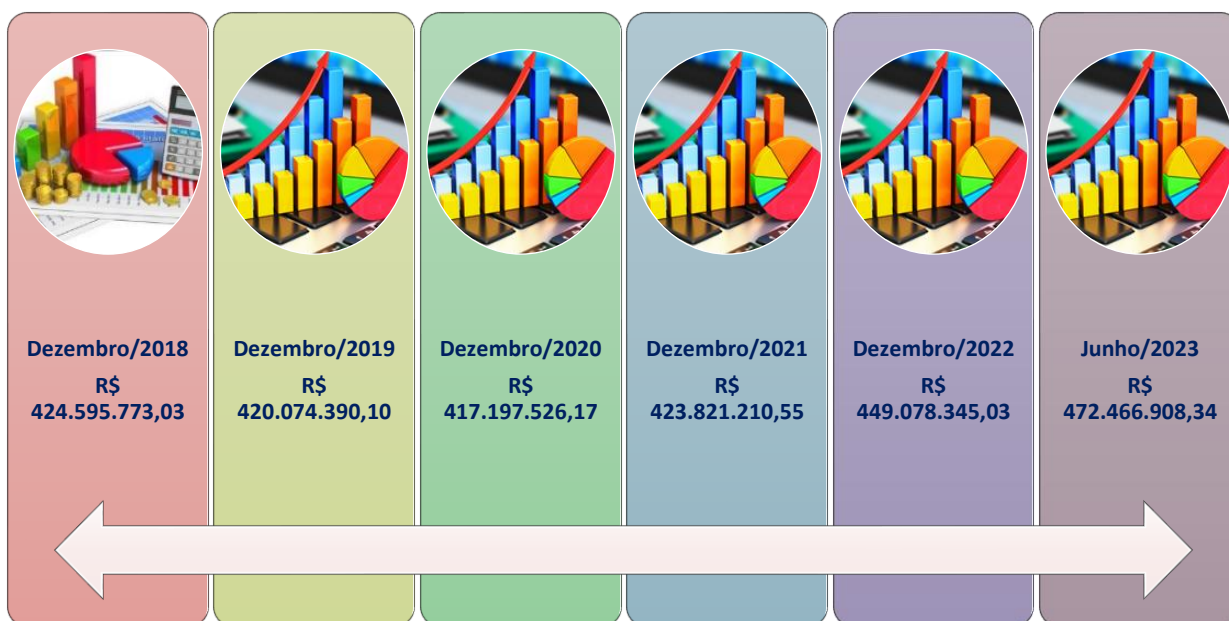 Dezembro/2018
R$
424.595.773,03
Dezembro/2019
R$
420.074.390,10
Dezembro/2020
R$
417.197.526,17
Dezembro/2021
R$
423.821.210,55
Dezembro/2022
R$
449.078.345,03
Junho/2023
R$
472.466.908,34